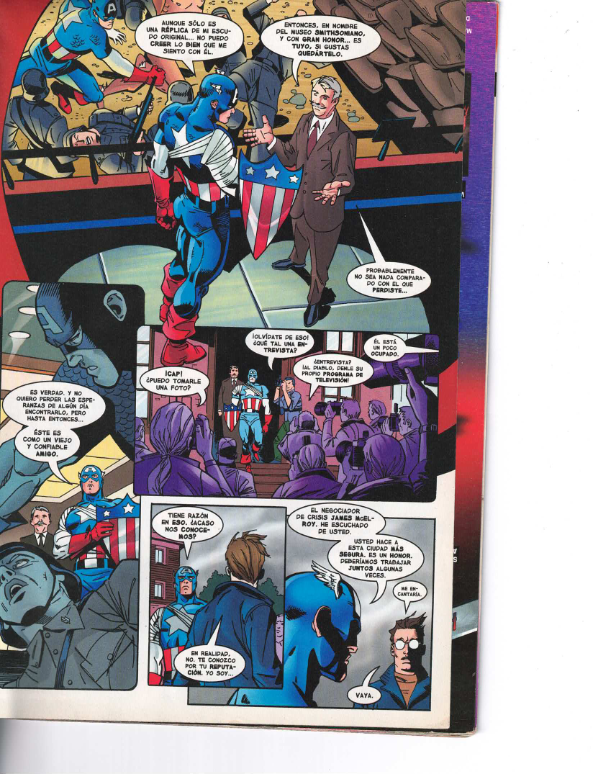 AUNQUE SÓLO ES
UNA RÉPLICA DE MI ESCU-
DO ORIGINAL... NO PUEDO
CREER LO BIEN QUE ME
SIENTO CON ÉL.
ENTONCES, EN NOMBRE
DEL MUSEO SMITHSONIANO,
Y CON GRAN HONOR... ES
TUYO, SI GUSTAS
QUEDÁRTELO.
PROBABLEMENTE
NO SEA NADA COMPARA-
DO CON EL QUE
PERDISTE...
ES VERDAD, Y NO
QUIERO PERDER LAS ESPE-
RANZAS DE ALGÚN DÍA
ENCONTRARLO, PERO
HASTA ENTONCES...
ÉSTE ES
COMO UN VIEJO
Y CONFIABLE
AMIGO.
¡CAP!
¿PUEDO TOMARLE
UNA FOTO?
¡OLVÍDATE DE ESO!
¿QUÉ TAL UNA EN-
TREVISTA?
¿ENTREVISTA?
¡AL DIABLO, DENLE SU
PROPIO PROGRAMA DE
TELEVISIÓN!
ÉL ESTÁ
UN POCO
OCUPADO.
TIENE RAZÓN
EN ESO. ¿ACASO
NOS CONOCE-
MOS?
EN REALIDAD,
NO. TE CONOZCO
POR TU REPUTA-
CIÓN. YO SOY...
EL NEGOCIADOR
DE CRISIS JAMES McEL-
ROY. HE ESCUCHADO
DE USTED.
USTED HACE A
ESTA CIUDAD MÁS
SEGURA. ES UN HONOR.
DEBERÍAMOS TRABAJAR
JUNTOS ALGUNAS
VECES.
ME EN-
CANTARÍA.
VAYA.